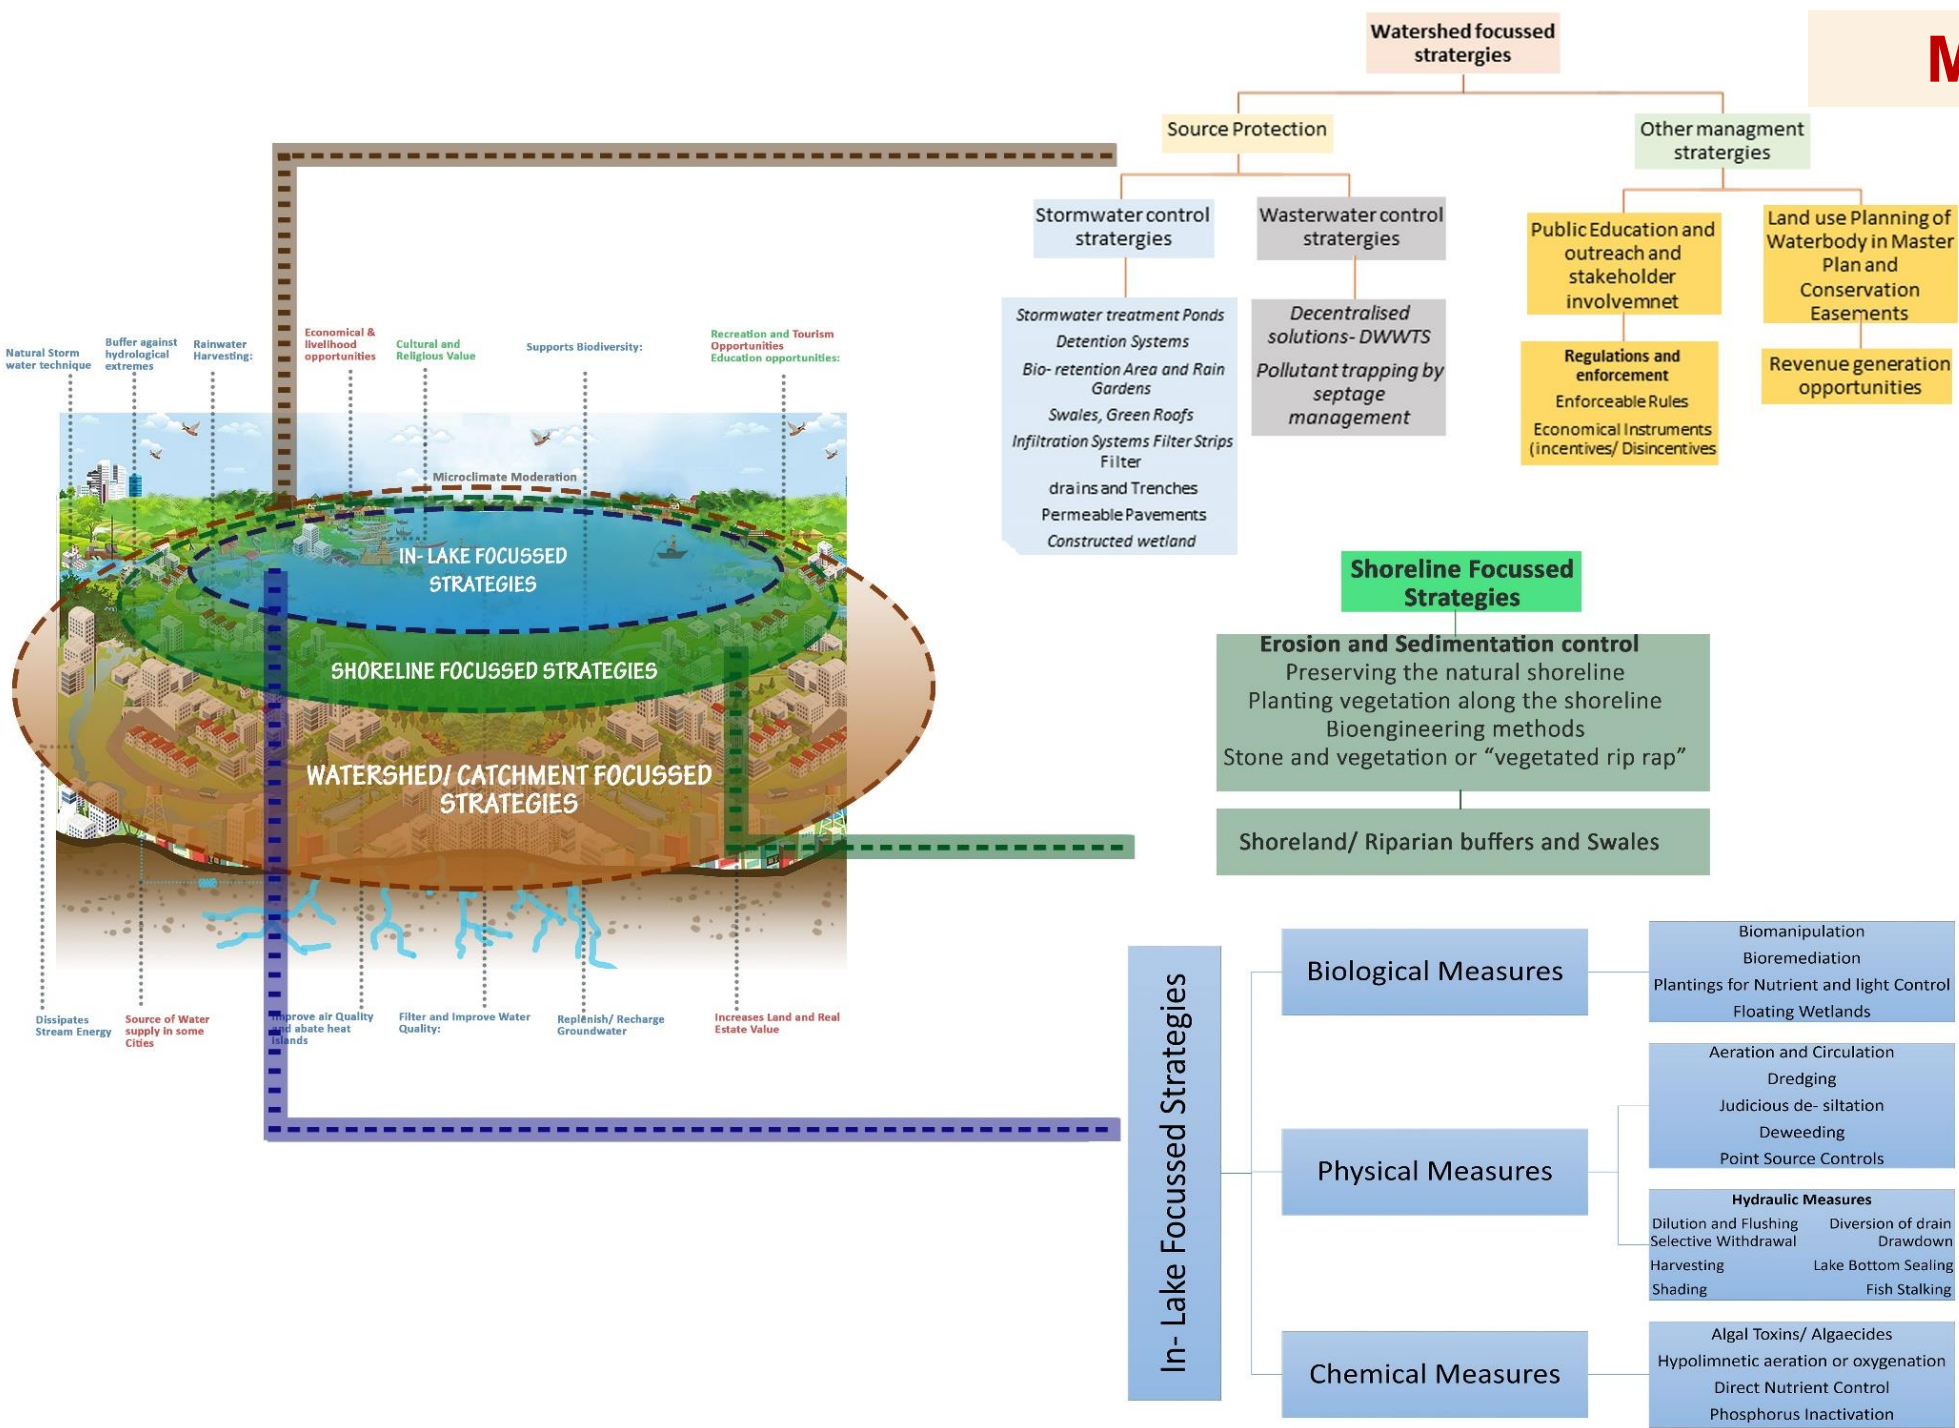 M
Watershed focussed
stratergies
Source Protection
Other managment
stratergies
Stormwater control
stratergies
Wasterwater control
stratergies
Public Education and
outreach and
stakeholder
involvemnet
Land use Planning of
Waterbody in Master
Plan and
Conservation
Easements
Stormwater treatment Ponds
Detention Systems
Bio- retention Area and Rain
Gardens
Swales, Green Roofs
Infiltration Systems Filter Strips
Filter
drains and Trenches
Permeable Pavements
Constructed wetland
Decentralised
solutions- DWWTS
Pollutant trapping by
septage
management
Regulations and
enforcement
Enforceable Rules
Economical Instruments
(incentives/ Disincentives
Revenue generation
opportunities
Natural Storm
water technique
Buffer against
hydrological
extremes
Rainwater
Harvesting:
Economical &
livelihood
opportunities
Cultural and
Religious Value
Supports Biodiversity:
Recreation and Tourism
Opportunities
Education opportunities:
Microclimate Moderation
IN- LAKE FOCUSSED
STRATEGIES
SHORELINE FOCUSSED STRATEGIES
WATERSHED/ CATCHMENT FOCUSSED
STRATEGIES
Dissipates
Stream Energy
Source of Water
supply in some
Cities
Improve air Quality
and abate heat
islands
Filter and Improve Water
Quality:
Replenish/ Recharge
Groundwater
Increases Land and Real
Estate Value
Shoreline Focussed
Strategies
Erosion and Sedimentation control
Preserving the natural shoreline
Planting vegetation along the shoreline
Bioengineering methods
Stone and vegetation or “vegetated rip rap”
Shoreland/ Riparian buffers and Swales
In- Lake Focussed Strategies
Biological Measures
Biomanipulation
Bioremediation
Plantings for Nutrient and light Control
Floating Wetlands
Physical Measures
Aeration and Circulation
Dredging
Judicious de- siltation
Deweeding
Point Source Controls
Hydraulic Measures
Dilution and Flushing Diversion of drain
Selective Withdrawal Drawdown
Harvesting Lake Bottom Sealing
Shading Fish Stalking
Chemical Measures
Algal Toxins/ Algaecides
Hypolimnetic aeration or oxygenation
Direct Nutrient Control
Phosphorus Inactivation